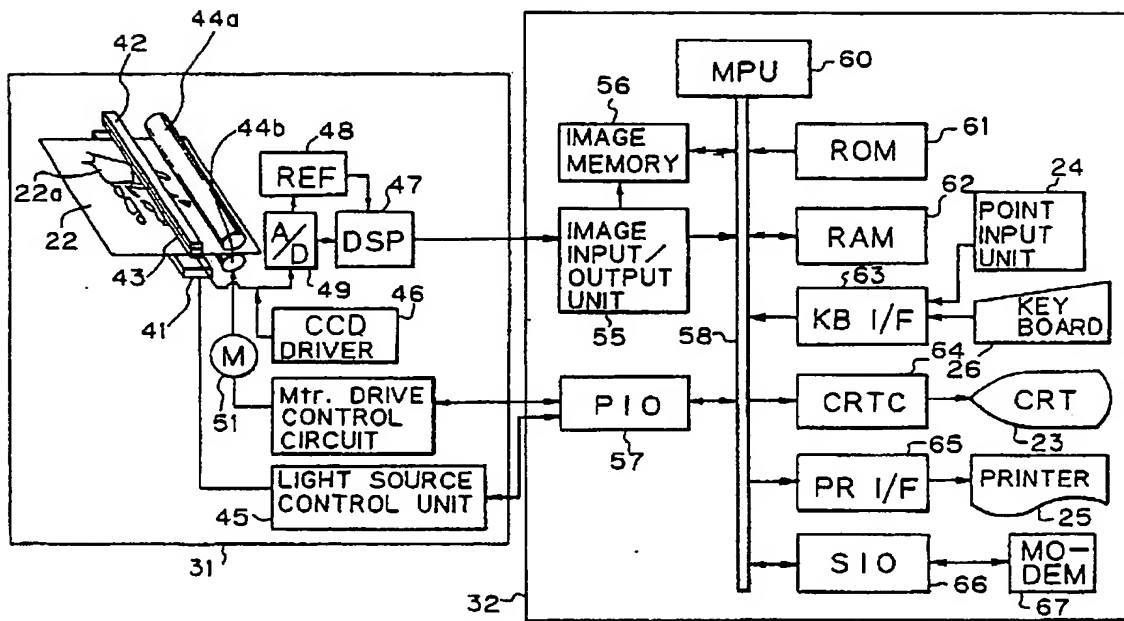 44a
42
44b
48
REF
47
22a
22
A/D
DSP
43
49
41
CCD
DRIVER
46
M
51
Mtr. DRIVE
CONTROL
CIRCUIT
LIGHT SOURCE
CONTROL UNIT
45
31
MPU
60
56
IMAGE
MEMORY
ROM
61
IMAGE
INPUT/
OUTPUT
UNIT
55
RAM
62
24
POINT
INPUT
UNIT
63
KB I/F
KEY
BOARD
26
58
64
CRTC
CRT
23
PIO
57
65
PR I/F
PRINTER
25
SIO
66
MO-
DEM
67
32